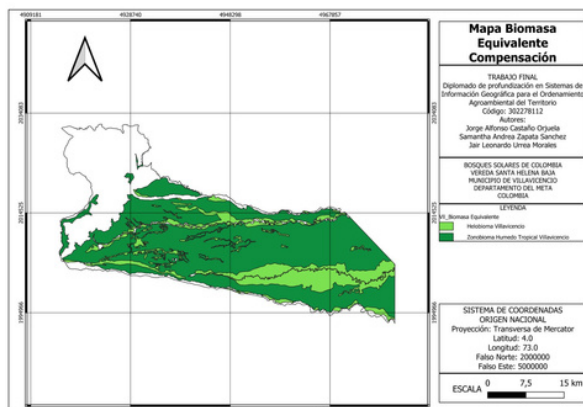 4909181
4928740
4948298
4967857
2034083
2014525
1994966
2034083
2014525
1994966
Mapa Biomasa
Equivalente
Compensación
TRABAJO FINAL
Diplomado de profundización en Sistemas de
Información Geográfica para el Ordenamiento
Agroambiental del Territorio
Código: 302278112
Autores:
Jorge Alfonso Castaño Orjuela
Samantha Andrea Zapata Sanchez
Jair Leonardo Urrea Morales
BOSQUES SOLARES DE COLOMBIA
VEREDA SANTA HELENA BAJA
MUNICIPIO DE VILLAVICENCIO
DEPARTAMENTO DEL META
COLOMBIA
LEYENDA
Biomasa Equivalente
Helobioma Villavicencio
Zonobioma Humedo Tropical Villavicencio
SISTEMA DE COORDENADAS
ORIGEN NACIONAL
Proyección: Transversa de Mercator
Latitud: 4.0
Longitud: 73.0
Falso Norte: 2000000
Falso Este: 5000000
ESCALA 0 7,5 15 km